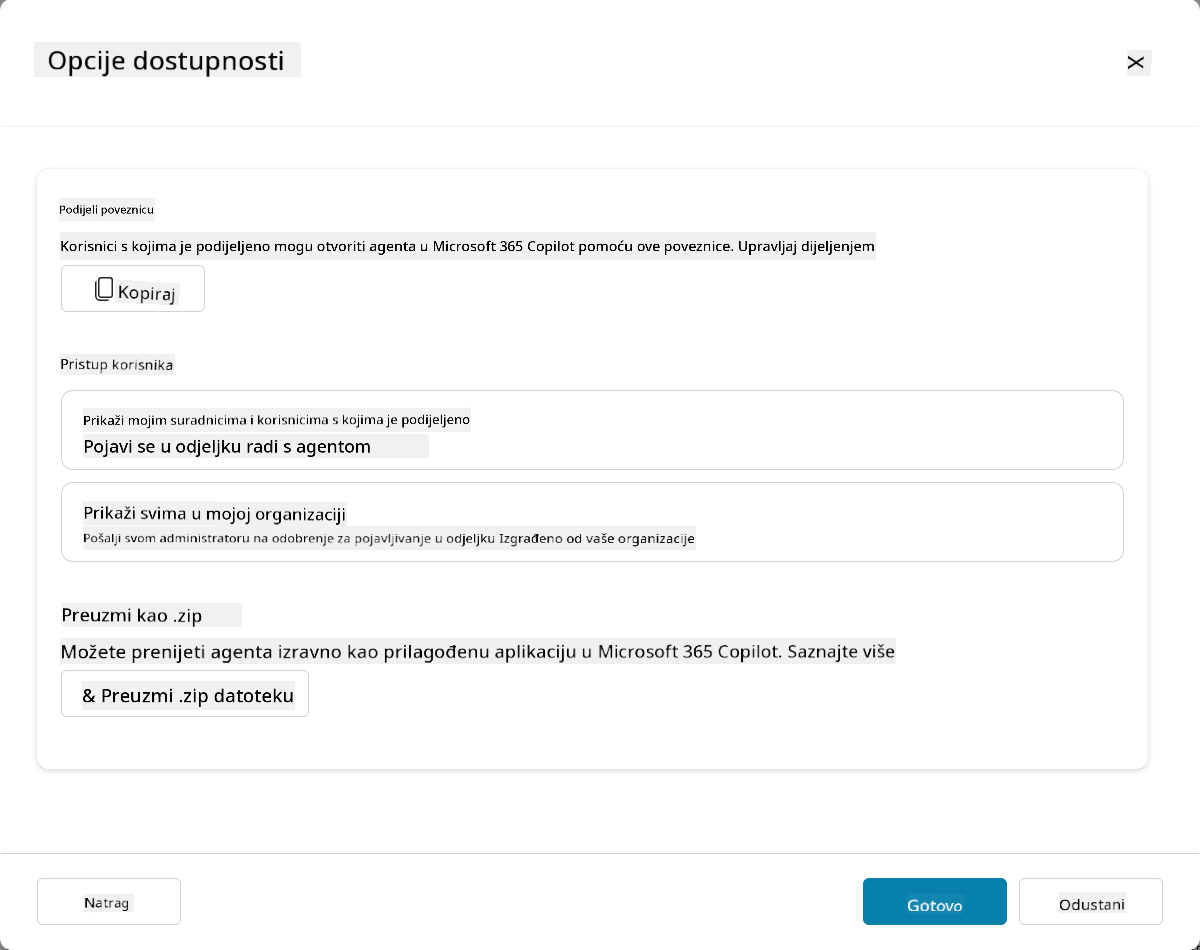 Opcije dostupnosti
Podijeli poveznicu
Korisnici s kojima je podijeljeno mogu otvoriti agenta u Microsoft 365 Copilot pomoću ove poveznice. Upravljaj dijeljenjem
Kopiraj
Pristup korisnika
Prikaži mojim suradnicima i korisnicima s kojima je podijeljeno
Pojavi se u odjeljku radi s agentom
Prikaži svima u mojoj organizaciji
Pošalji svom administratoru na odobrenje za pojavljivanje u odjeljku Izgrađeno od vaše organizacije
Preuzmi kao .zip
Možete prenijeti agenta izravno kao prilagođenu aplikaciju u Microsoft 365 Copilot. Saznajte više
& Preuzmi .zip datoteku
Natrag
Gotovo
Odustani